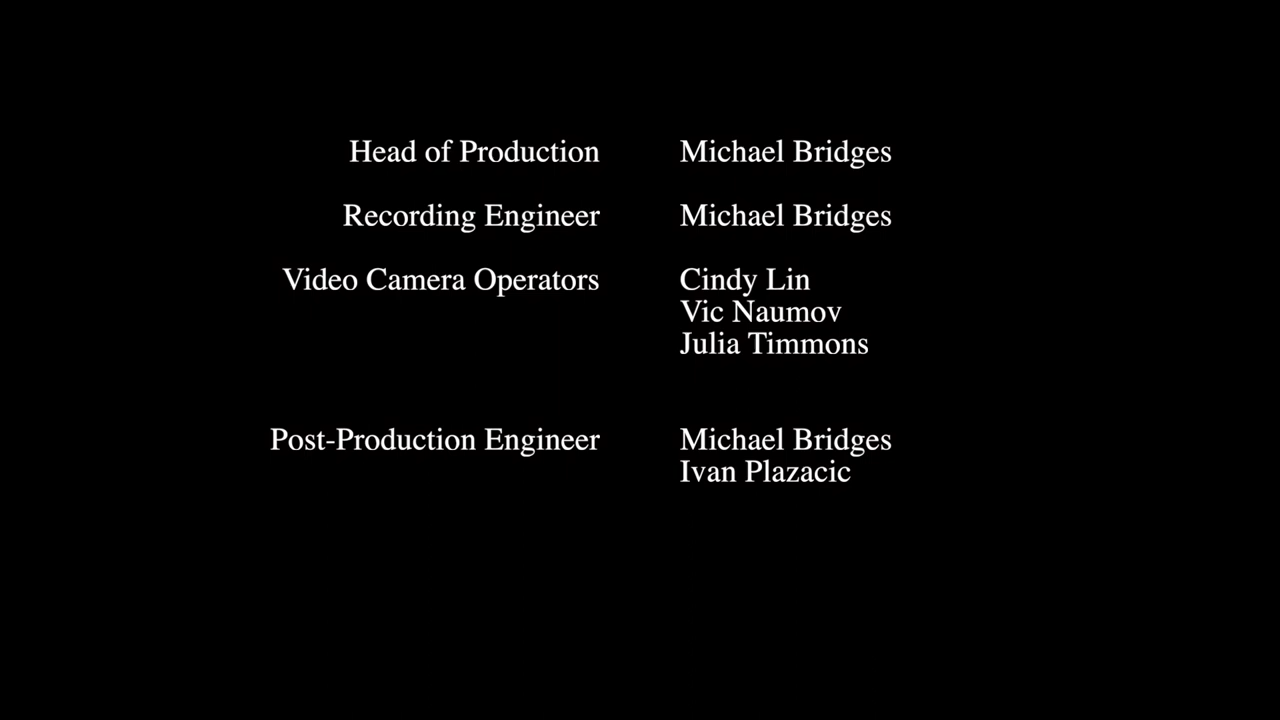 Head of Production Michael Bridges
Recording Engineer Michael Bridges
Video Camera Operators Cindy Lin
Vic Naumov
Julia Timmons
Post-Production Engineer Michael Bridges
Ivan Plazacic